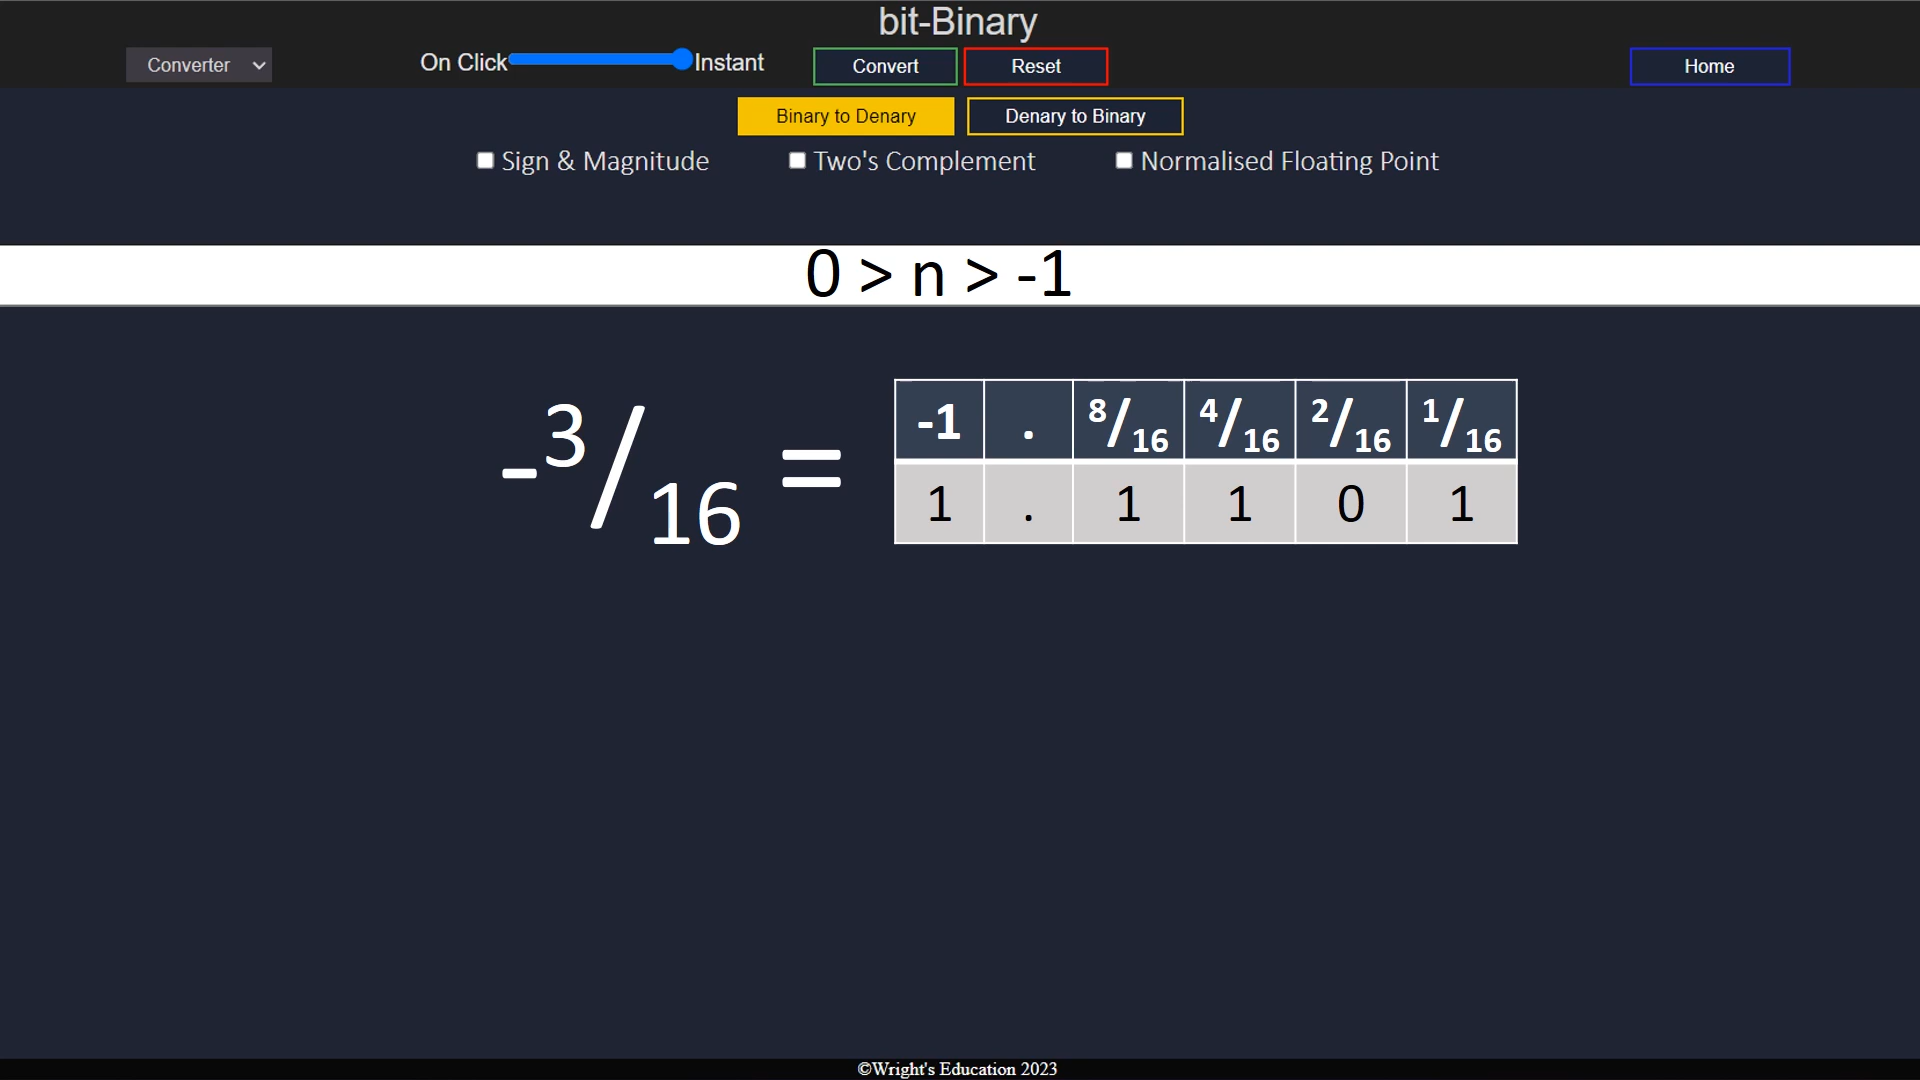 bit-Binary
Converter On Click Instant Convert Reset Home
Binary to Denary Denary to Binary
Sign & Magnitude Two's Complement Normalised Floating Point
0 > n > -1
-3/16 =
-1 . 8/16 4/16 2/16 1/16
1 . 1 1 0 1
©Wright's Education 2023